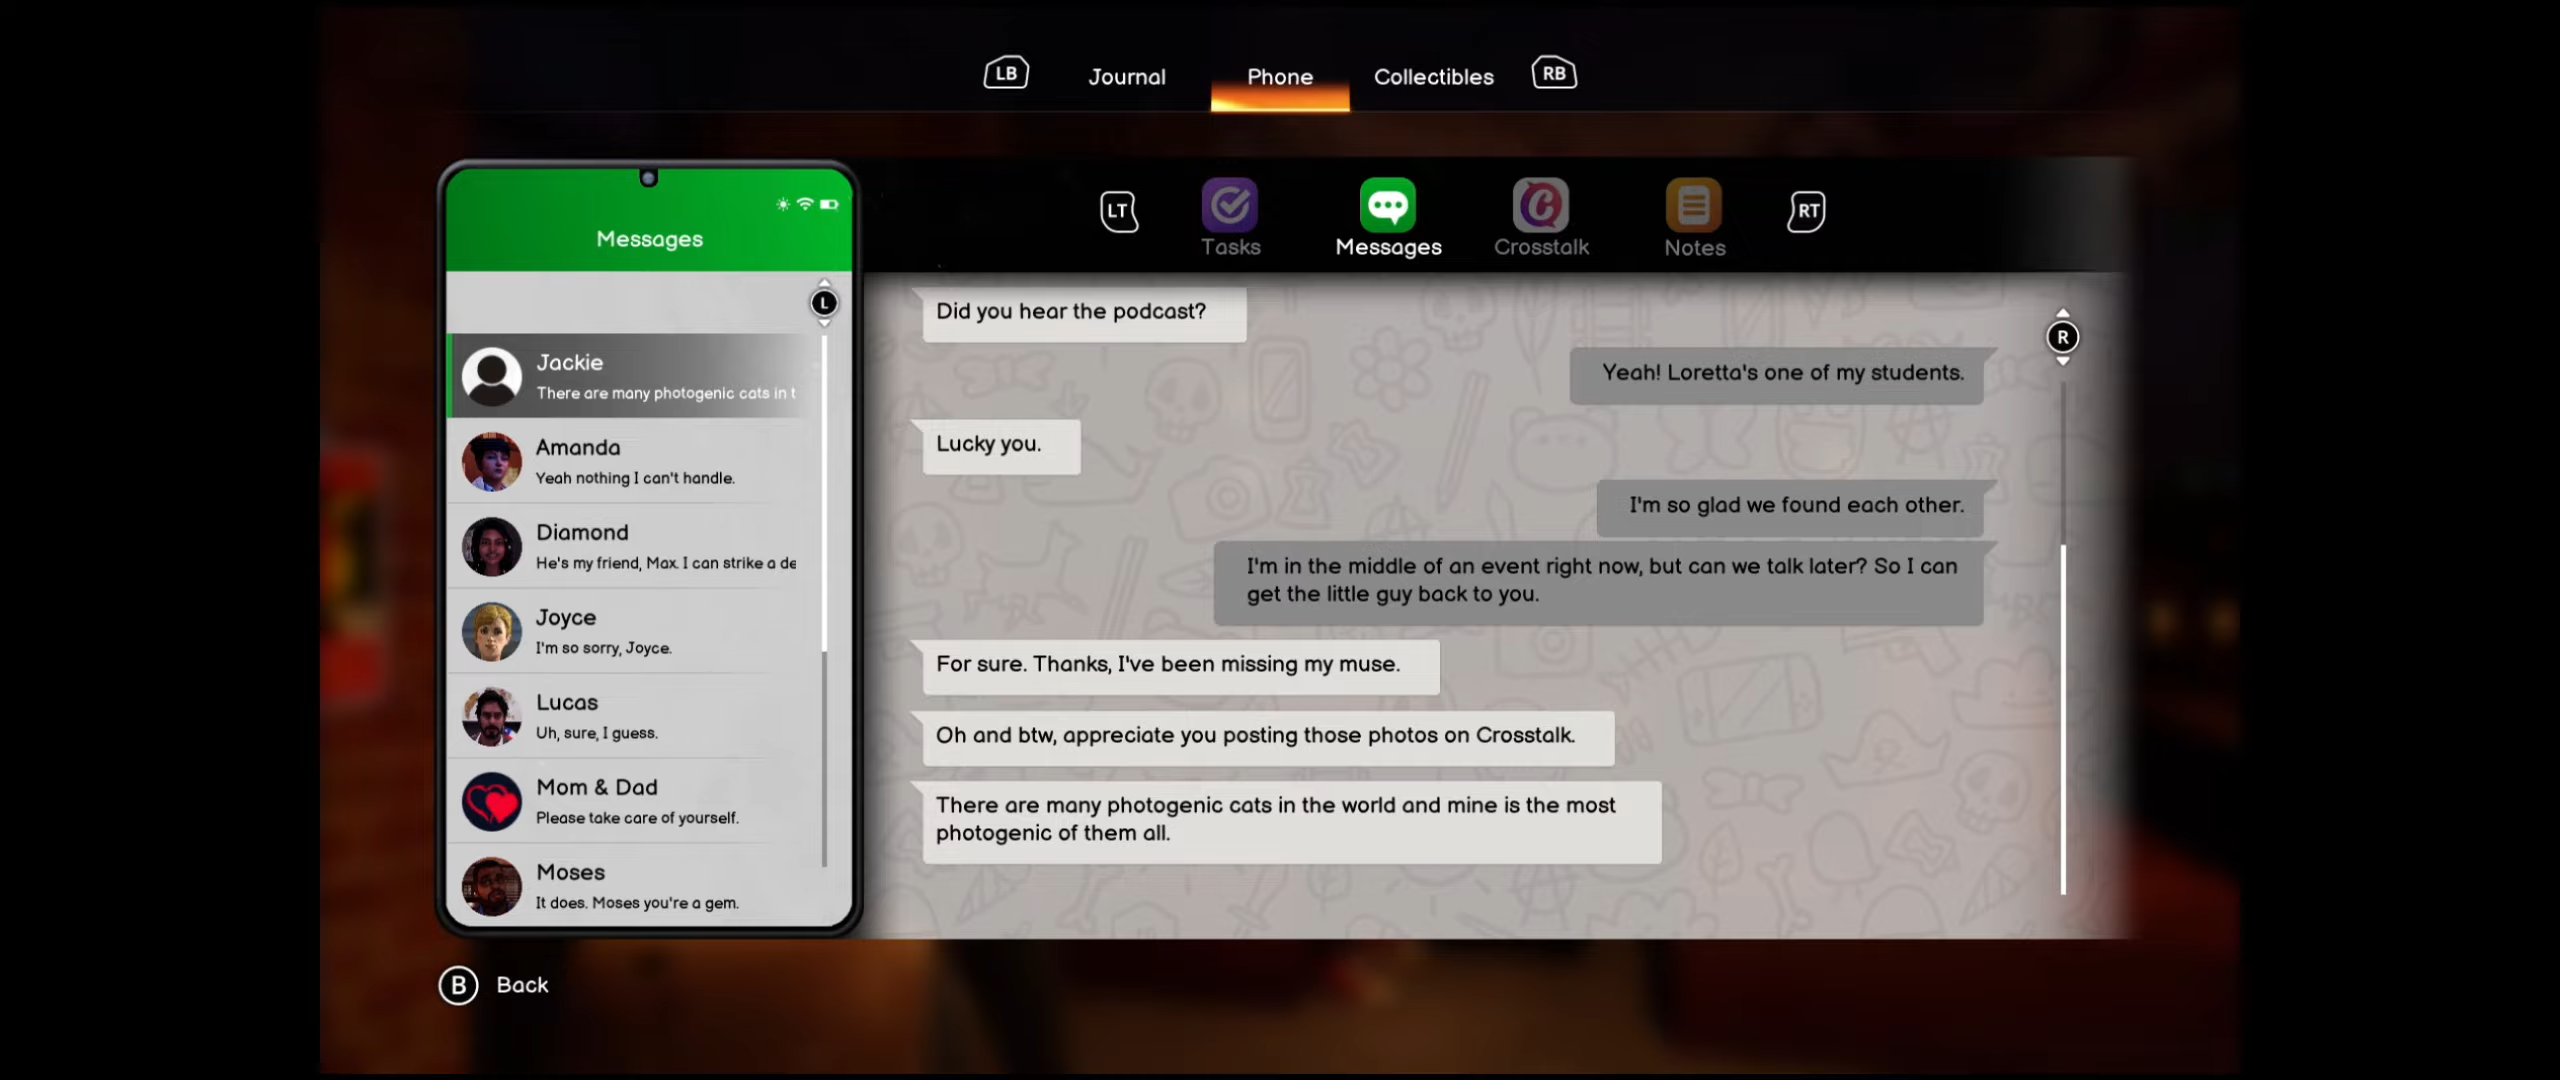 LB
Journal
Phone
Collectibles
RB
Messages
L
Jackie
There are many photogenic cats in t
Amanda
Yeah nothing I can't handle.
Diamond
He's my friend, Max. I can strike a de
Joyce
I'm so sorry, Joyce.
Lucas
Uh, sure, I guess.
Mom & Dad
Please take care of yourself.
Moses
It does. Moses you're a gem.
LT
Tasks
Messages
Crosstalk
Notes
RT
R
Did you hear the podcast?
Yeah! Loretta's one of my students.
Lucky you.
I'm so glad we found each other.
I'm in the middle of an event right now, but can we talk later? So I can
get the little guy back to you.
For sure. Thanks, I've been missing my muse.
Oh and btw, appreciate you posting those photos on Crosstalk.
There are many photogenic cats in the world and mine is the most
photogenic of them all.
B
Back